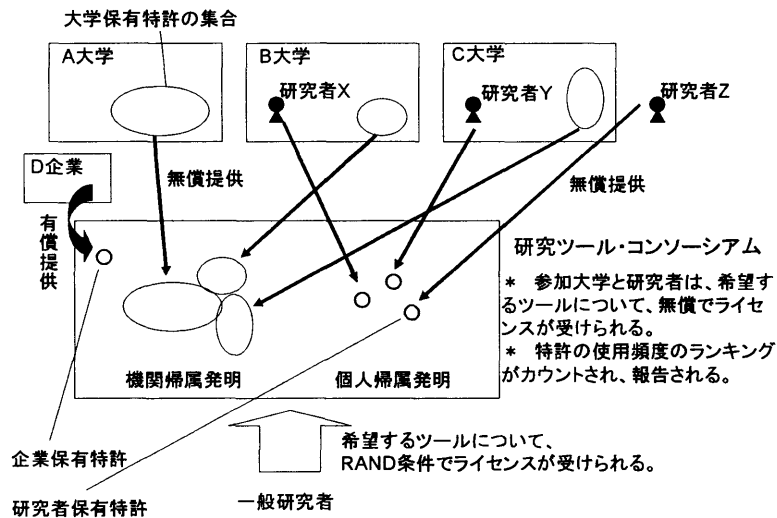 大学保有特許の集合
A大学
B大学
C大学
研究者X
研究者Y
研究者Z
D企業
無償提供
無償提供
有償提供
研究ツール・コンソーシアム
＊　参加大学と研究者は、希望す
るツールについて、無償でライセ
ンスが受けられる。
＊　特許の使用頻度のランキング
がカウントされ、報告される。
機関帰属発明
個人帰属発明
企業保有特許
希望するツールについて、
RAND条件でライセンスが受けられる。
研究者保有特許
一般研究者